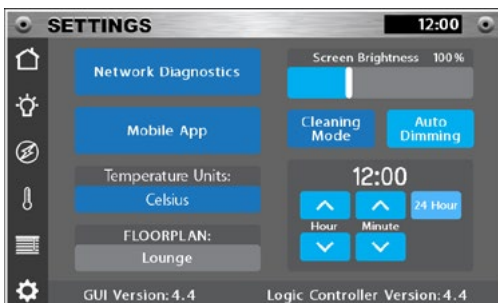 SETTINGS
12:00
Network Diagnostics
Mobile App
Temperature Units:
Celsius
FLOORPLAN:
Lounge
Screen Brightness 100%
Cleaning
Mode
Auto
Dimming
12:00
24 Hour
Hour Minute
GUI Version: 4.4
Logic Controller Version: 4.4